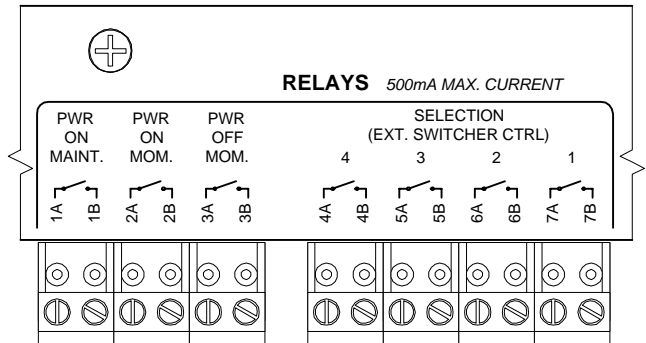 RELAYS 500mA MAX. CURRENT
PWR ON MAINT.
PWR ON MOM.
PWR OFF MOM.
SELECTION
(EXT. SWITCHER CTRL)
4 3 2 1
1A 1B 2A 2B 3A 3B 4A 4B 5A 5B 6A 6B 7A 7B